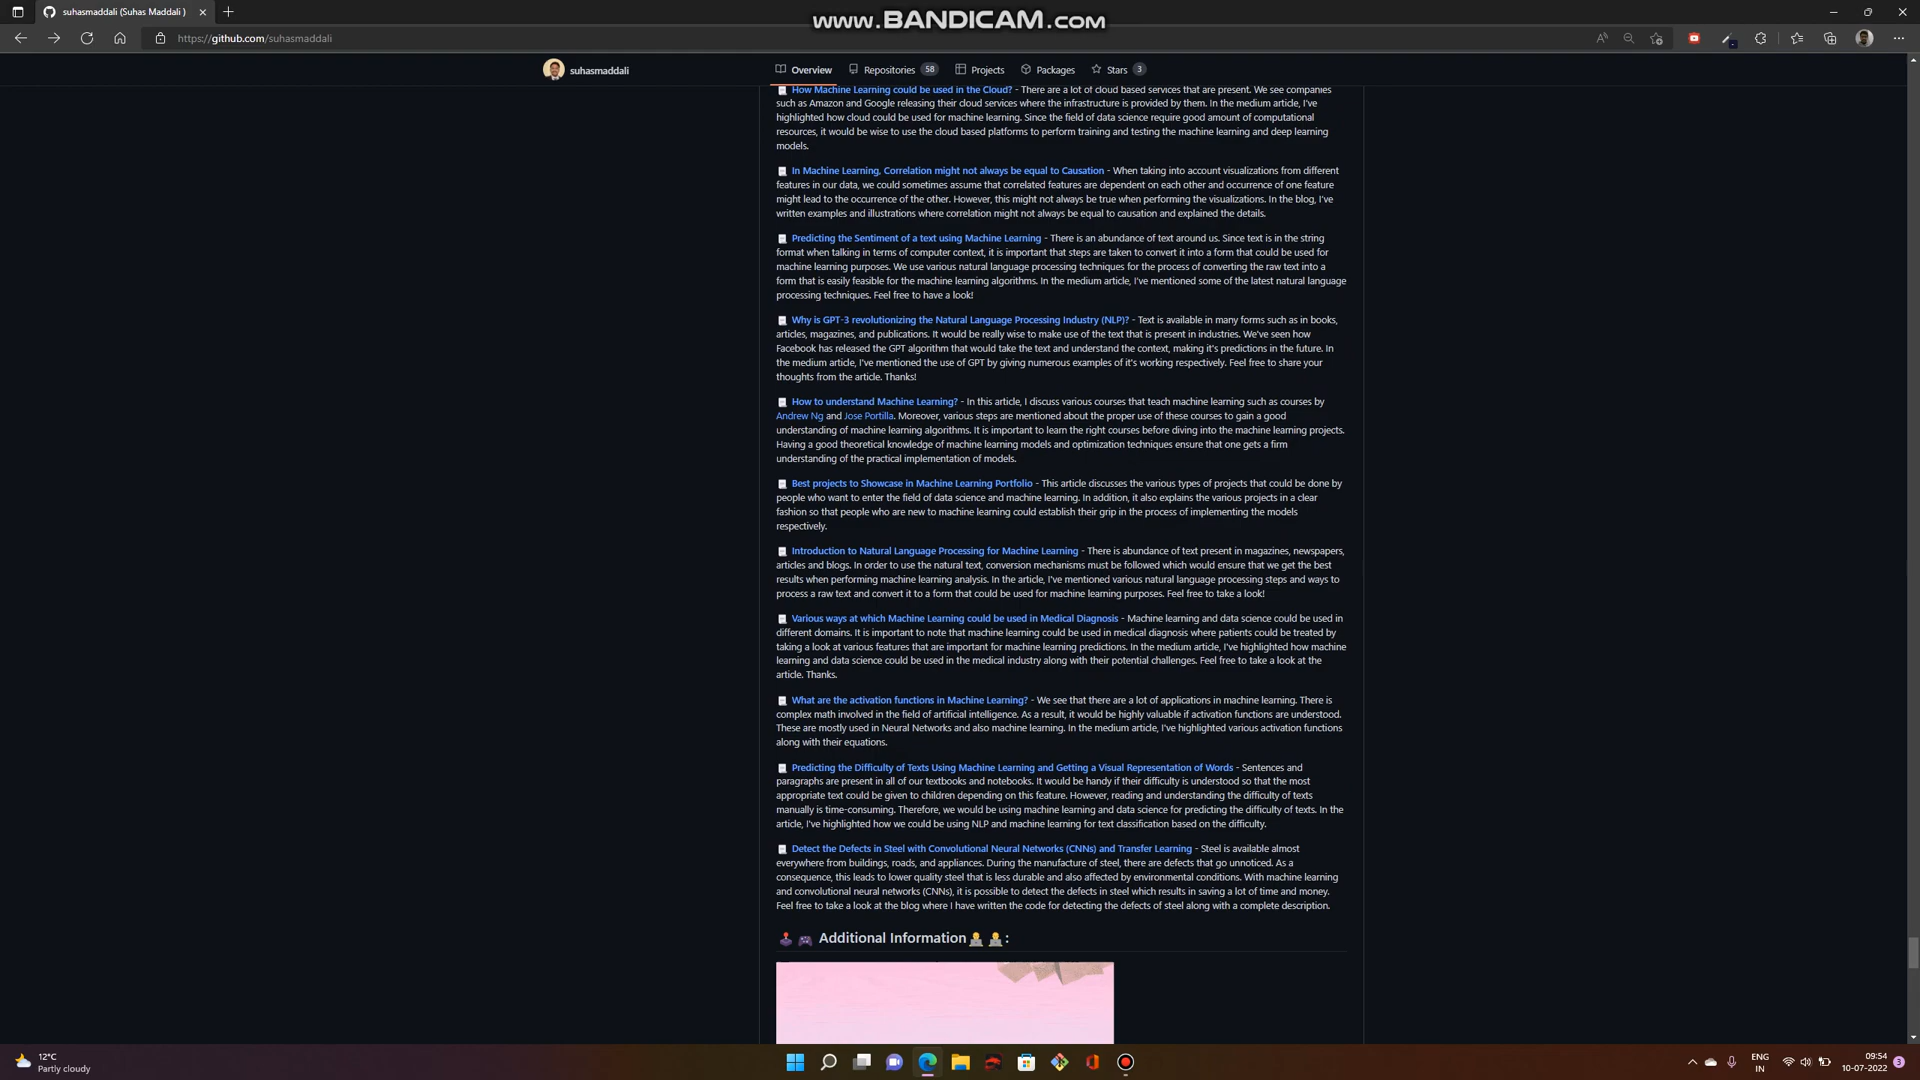 suhasmaddali (Suhas Maddali )
www.BANDICAM.com
https://github.com/suhasmaddali
suhasmaddali
Overview
Repositories 58
Projects
Packages
Stars 3
How Machine Learning could be used in the Cloud? - There are a lot of cloud based services that are present. We see companies
such as Amazon and Google releasing their cloud services where the infrastructure is provided by them. In the medium article, I've
highlighted how cloud could be used for machine learning. Since the field of data science require good amount of computational
resources, it would be wise to use the cloud based platforms to perform training and testing the machine learning and deep learning
models.
In Machine Learning, Correlation might not always be equal to Causation - When taking into account visualizations from different
features in our data, we could sometimes assume that correlated features are dependent on each other and occurrence of one feature
might lead to the occurrence of the other. However, this might not always be true when performing the visualizations. In the blog, I've
written examples and illustrations where correlation might not always be equal to causation and explained the details.
Predicting the Sentiment of a text using Machine Learning - There is an abundance of text around us. Since text is in the string
format when talking in terms of computer context, it is important that steps are taken to convert it into a form that could be used for
machine learning purposes. We use various natural language processing techniques for the process of converting the raw text into a
form that is easily feasible for the machine learning algorithms. In the medium article, I've mentioned some of the latest natural language
processing techniques. Feel free to have a look!
Why is GPT-3 revolutionizing the Natural Language Processing Industry (NLP)? - Text is available in many forms such as in books,
articles, magazines, and publications. It would be really wise to make use of the text that is present in industries. We've seen how
Facebook has released the GPT algorithm that would take the text and understand the context, making it's predictions in the future. In
the medium article, I've mentioned the use of GPT by giving numerous examples of it's working respectively. Feel free to share your
thoughts from the article. Thanks!
How to understand Machine Learning? - In this article, I discuss various courses that teach machine learning such as courses by
Andrew Ng and Jose Portilla. Moreover, various steps are mentioned about the proper use of these courses to gain a good
understanding of machine learning algorithms. It is important to learn the right courses before diving into the machine learning projects.
Having a good theoretical knowledge of machine learning models and optimization techniques ensure that one gets a firm
understanding of the practical implementation of models.
Best projects to Showcase in Machine Learning Portfolio - This article discusses the various types of projects that could be done by
people who want to enter the field of data science and machine learning. In addition, it also explains the various projects in a clear
fashion so that people who are new to machine learning could establish their grip in the process of implementing the models
respectively.
Introduction to Natural Language Processing for Machine Learning - There is abundance of text present in magazines, newspapers,
articles and blogs. In order to use the natural text, conversion mechanisms must be followed which would ensure that we get the best
results when performing machine learning analysis. In the article, I've mentioned various natural language processing steps and ways to
process a raw text and convert it to a form that could be used for machine learning purposes. Feel free to take a look!
Various ways at which Machine Learning could be used in Medical Diagnosis - Machine learning and data science could be used in
different domains. It is important to note that machine learning could be used in medical diagnosis where patients could be treated by
taking a look at various features that are important for machine learning predictions. In the medium article, I've highlighted how machine
learning and data science could be used in the medical industry along with their potential challenges. Feel free to take a look at the
article. Thanks.
What are the activation functions in Machine Learning? - We see that there are a lot of applications in machine learning. There is
complex math involved in the field of artificial intelligence. As a result, it would be highly valuable if activation functions are understood.
These are mostly used in Neural Networks and also machine learning. In the medium article, I've highlighted various activation functions
along with their equations.
Predicting the Difficulty of Texts Using Machine Learning and Getting a Visual Representation of Words - Sentences and
paragraphs are present in all of our textbooks and notebooks. It would be handy if their difficulty is understood so that the most
appropriate text could be given to children depending on this feature. However, reading and understanding the difficulty of texts
manually is time-consuming. Therefore, we would be using machine learning and data science for predicting the difficulty of texts. In the
article, I've highlighted how we could be using NLP and machine learning for text classification based on the difficulty.
Detect the Defects in Steel with Convolutional Neural Networks (CNNs) and Transfer Learning - Steel is available almost
everywhere from buildings, roads, and appliances. During the manufacture of steel, there are defects that go unnoticed. As a
consequence, this leads to lower quality steel that is less durable and also affected by environmental conditions. With machine learning
and convolutional neural networks (CNNs), it is possible to detect the defects in steel which results in saving a lot of time and money.
Feel free to take a look at the blog where I have written the code for detecting the defects of steel along with a complete description.
Additional Information :
12°C
Partly cloudy
ENG
IN
09:54
10-07-2022
3